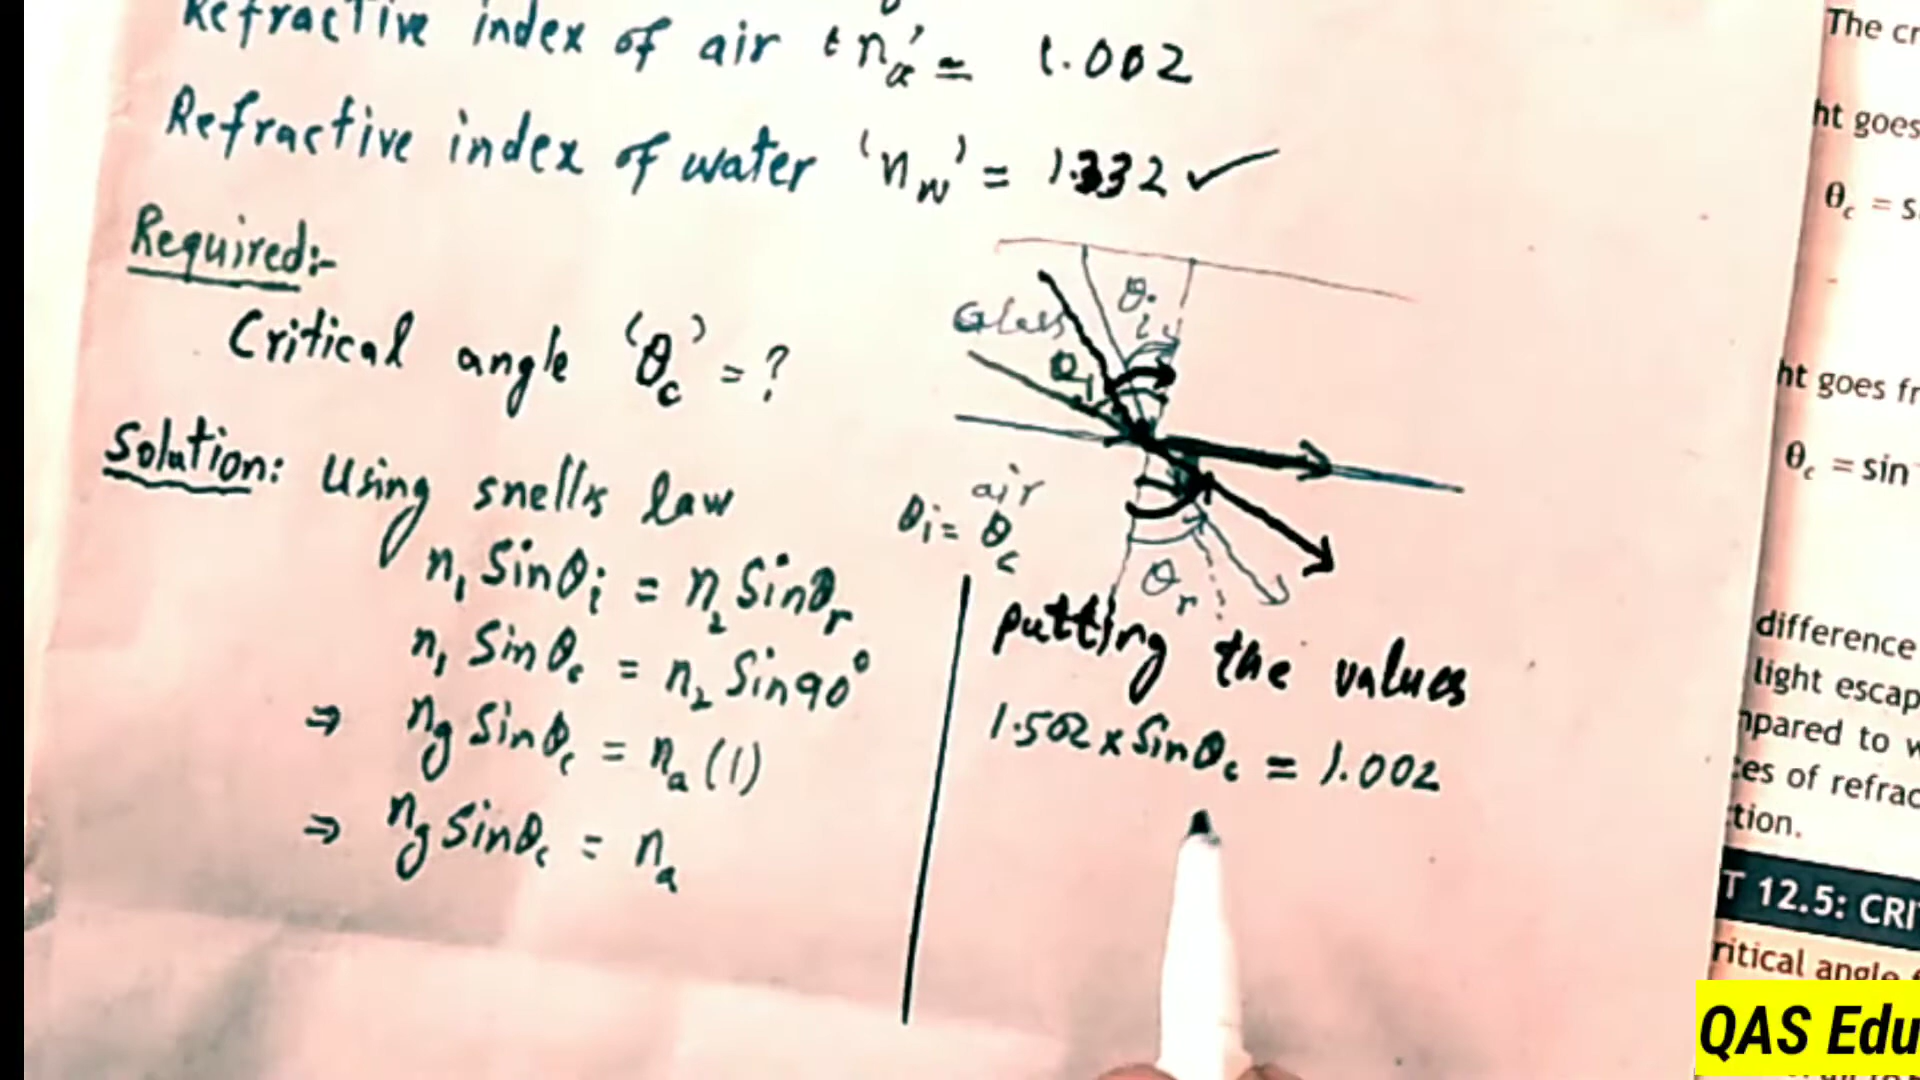 Refractive index of air 'na' = 1.002
Refractive index of water 'nw' = 1.332 ✓
Required:-
Critical angle 'θc' = ?
Solution: Using snells law
n₁ Sinθi = n₂ Sinθr
n₁ Sinθc = n₂ Sin90°
⇒ ng Sinθc = na (1)
⇒ ng Sinθc = na
Glass
θi
θ1
air
θi = θc
θr
putting the values
1.502 x Sinθc = 1.002
The cr
ht goes
θc = s
ht goes fr
θc = sin
difference
light escap
mpared to w
ces of refrac
tion.
T 12.5: CRI
ritical angle
QAS Edu